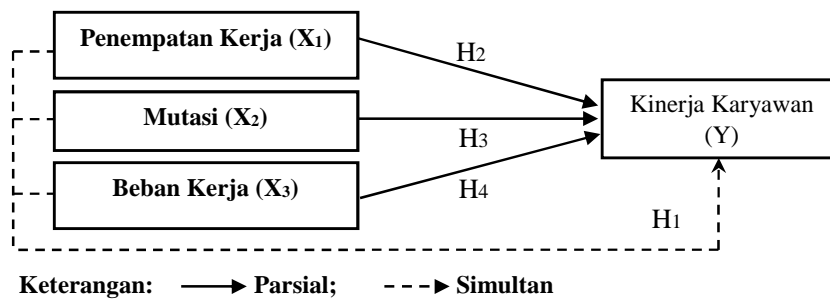 Penempatan Kerja (X1)
H2
Kinerja Karyawan
(Y)
Mutasi (X2)
H3
Beban Kerja (X3)
H4
H1
Keterangan: Parsial; Simultan